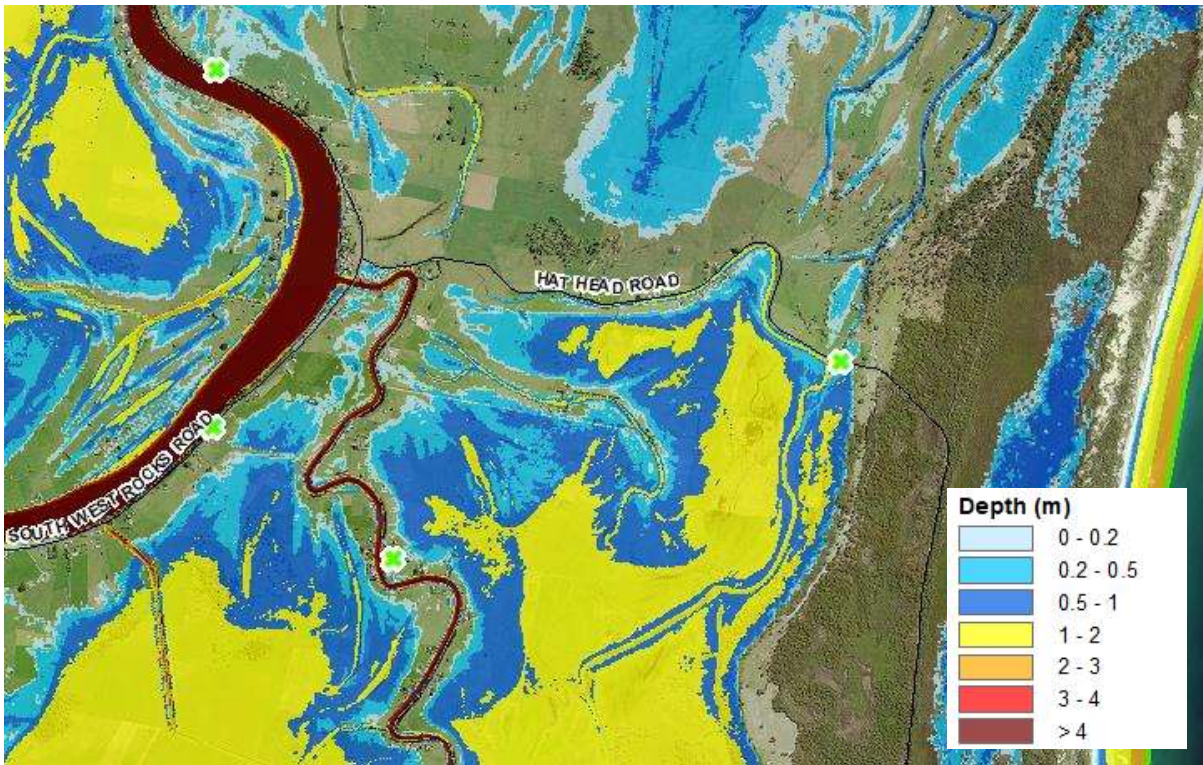 HAT HEAD ROAD
SOUTH WEST ROCKS ROAD
Depth (m)
0 - 0.2
0.2 - 0.5
0.5 - 1
1 - 2
2 - 3
3 - 4
> 4